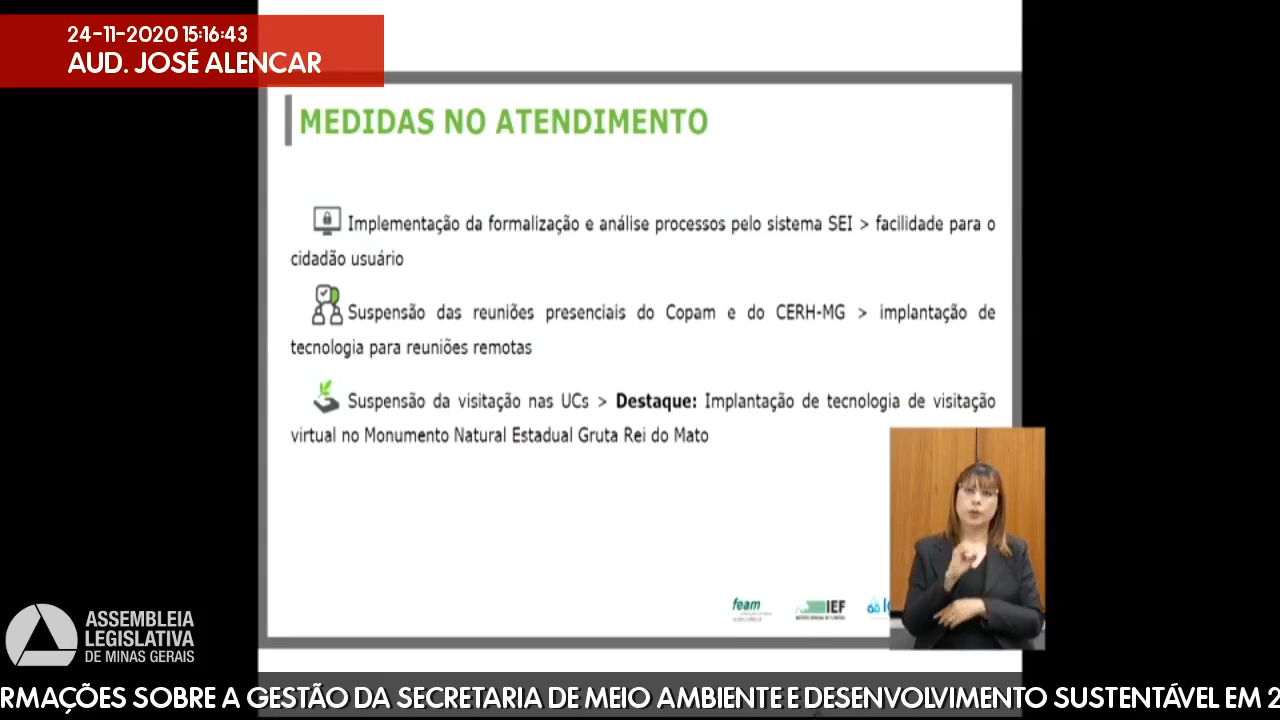 24-11-2020 15:16:43
AUD. JOSÉ ALENCAR
MEDIDAS NO ATENDIMENTO
Implementação da formalização e análise processos pelo sistema SEI > facilidade para o
cidadão usuário
Suspensão das reuniões presenciais do Copam e do CERH-MG > implantação de
tecnologia para reuniões remotas
Suspensão da visitação nas UCs > Destaque: Implantação de tecnologia de visitação
virtual no Monumento Natural Estadual Gruta Rei do Mato
feam
IEF
ASSEMBLEIA
LEGISLATIVA
DE MINAS GERAIS
RMAÇÕES SOBRE A GESTÃO DA SECRETARIA DE MEIO AMBIENTE E DESENVOLVIMENTO SUSTENTÁVEL EM 2